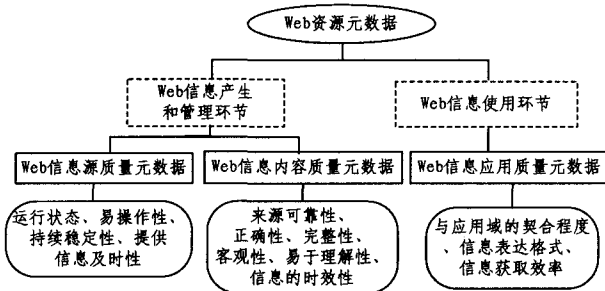 Web资源元数据
Web信息产生
和管理环节
Web信息使用环节
Web信息源质量元数据
Web信息内容质量元数据
Web信息应用质量元数据
运行状态、易操作性、
持续稳定性、提供
信息及时性
来源可靠性、
正确性、完整性、
客观性、易于理解性、
信息的时效性
与应用域的契合程度
、信息表达格式、
信息获取效率